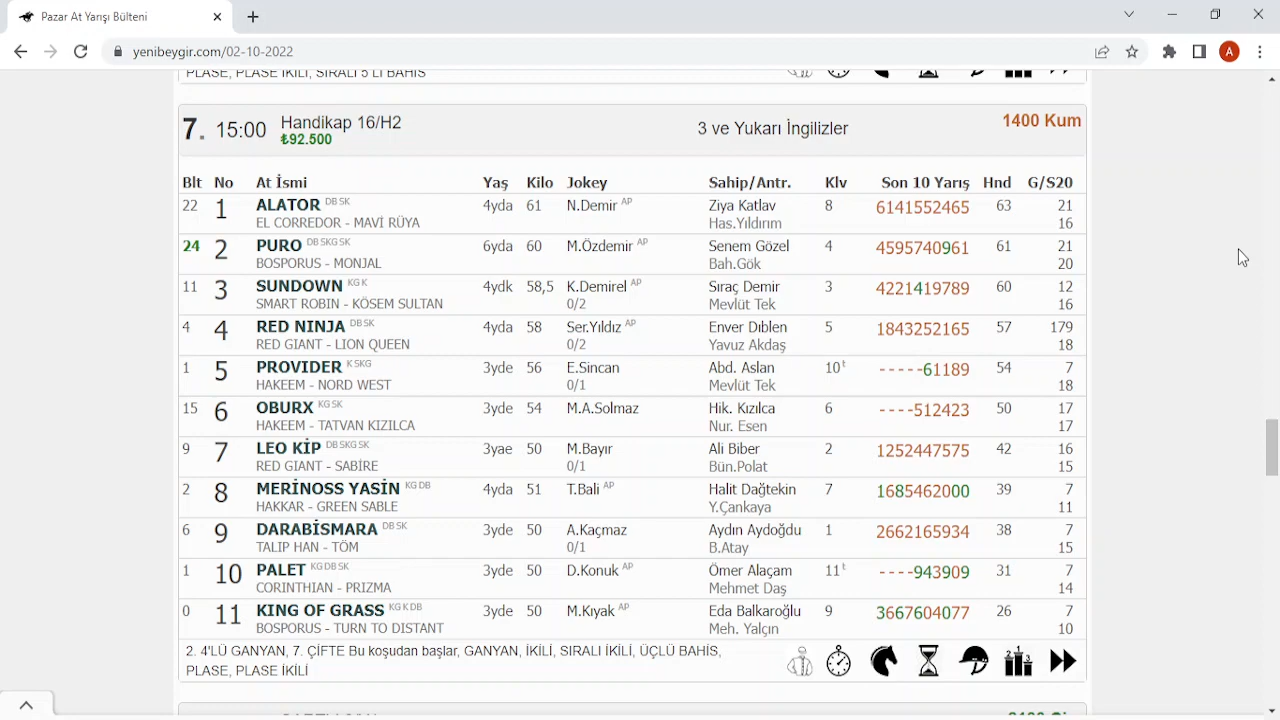 Pazar At Yarışı Bülteni
yenibeygir.com/02-10-2022
A
PLASE, PLASE İKİLİ, SIRALI 5 Lİ BAHİS
7. 15:00 Handikap 16/H2 3 ve Yukarı İngilizler 1400 Kum
₺92.500
Blt No At İsmi Yaş Kilo Jokey Sahip/Antr. Klv Son 10 Yarış Hnd G/S20
22 1 ALATOR DB SK 4yda 61 N.Demir AP Ziya Katlav 8 6141552465 63 21
EL CORREDOR - MAVİ RÜYA Has.Yıldırım 16
24 2 PURO DB SKG SK 6yda 60 M.Özdemir AP Senem Gözel 4 4595740961 61 21
BOSPORUS - MONJAL Bah.Gök 20
11 3 SUNDOWN KG K 4ydk 58,5 K.Demirel AP Sıraç Demir 3 4221419789 60 12
SMART ROBIN - KÖSEM SULTAN 0/2 Mevlüt Tek 16
4 4 RED NINJA DB SK 4yda 58 Ser.Yıldız AP Enver Dıblen 5 1843252165 57 179
RED GIANT - LION QUEEN 0/2 Yavuz Akdaş 18
1 5 PROVIDER K SKG 3yde 56 E.Sincan Abd. Aslan 10 t -----61189 54 7
HAKEEM - NORD WEST 0/1 Mevlüt Tek 18
15 6 OBURX KG SK 3yde 54 M.A.Solmaz Hik. Kızılca 6 ----512423 50 17
HAKEEM - TATVAN KIZILCA Nur. Esen 17
9 7 LEO KİP DB SKG SK 3yae 50 M.Bayır Ali Biber 2 1252447575 42 16
RED GIANT - SABİRE 0/1 Bün.Polat 15
2 8 MERİNOSS YASİN KG DB 4yda 51 T.Bali AP Halit Dağtekin 7 1685462000 39 7
HAKKAR - GREEN SABLE Y.Çankaya 11
6 9 DARABİSMARA DB SK 3yde 50 A.Kaçmaz Aydın Aydoğdu 1 2662165934 38 7
TALIP HAN - TÖM 0/1 B.Atay 15
1 10 PALET KG DB SK 3yde 50 D.Konuk AP Ömer Alaçam 11 t ----943909 31 7
CORINTHIAN - PRIZMA Mehmet Daş 14
0 11 KING OF GRASS KG K DB 3yde 50 M.Kıyak AP Eda Balkaroğlu 9 3667604077 26 7
BOSPORUS - TURN TO DISTANT Meh. Yalçın 10
2. 4'LÜ GANYAN, 7. ÇİFTE Bu koşudan başlar, GANYAN, İKİLİ, SIRALI İKİLİ, ÜÇLÜ BAHİS,
PLASE, PLASE İKİLİ